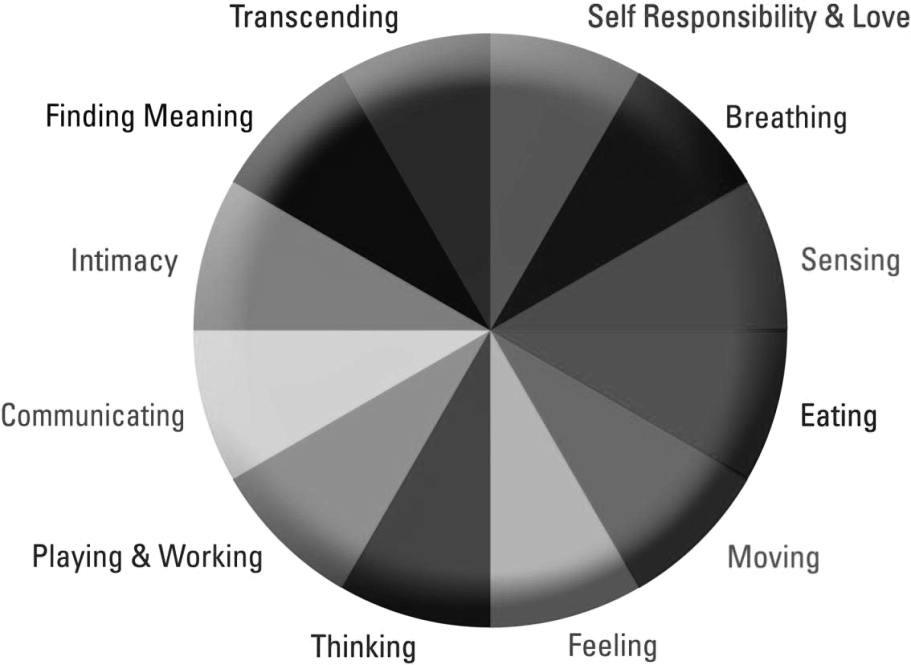 Transcending
Self Responsibility & Love
Finding Meaning
Breathing
Intimacy
Sensing
Communicating
Eating
Playing & Working
Moving
Thinking
Feeling